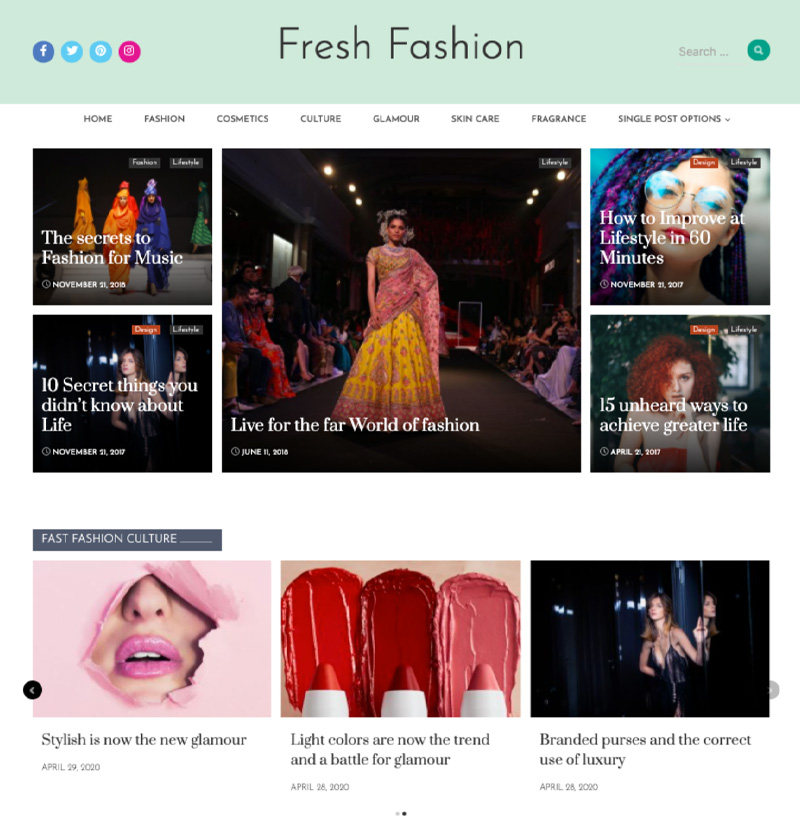 Fresh Fashion
Search ...
HOME FASHION COSMETICS CULTURE GLAMOUR SKIN CARE FRAGRANCE SINGLE POST OPTIONS
Fashion Lifestyle
The secrets to
Fashion for Music
NOVEMBER 21, 2018
Design Lifestyle
10 Secret things you
didn't know about
Life
NOVEMBER 21, 2017
Lifestyle
Live for the far World of fashion
JUNE 11, 2018
Design Lifestyle
How to Improve at
Lifestyle in 60
Minutes
NOVEMBER 21, 2017
Design Lifestyle
15 unheard ways to
achieve greater life
APRIL 21, 2017
FAST FASHION CULTURE
Stylish is now the new glamour
APRIL 29, 2020
Light colors are now the trend
and a battle for glamour
APRIL 28, 2020
Branded purses and the correct
use of luxury
APRIL 28, 2020